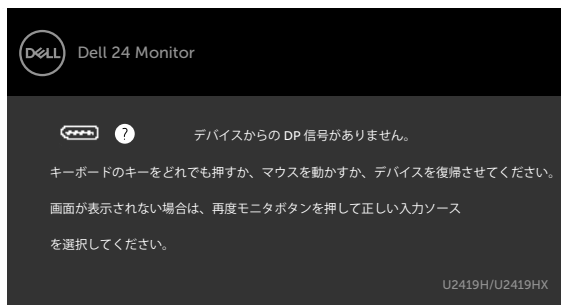 DELL
Dell 24 Monitor
? デバイスからの DP 信号がありません。
キーボードのキーをどれでも押すか、マウスを動かすか、デバイスを復帰させてください。
画面が表示されない場合は、再度モニタボタンを押して正しい入力ソース
を選択してください。
U2419H/U2419HX